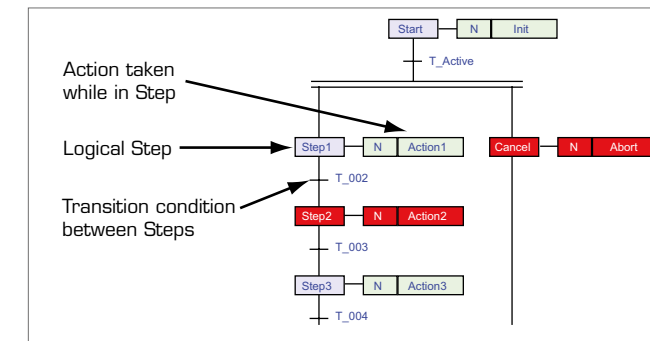 Start N Init
T_Active
Action taken
while in Step
Logical Step
Step1 N Action1
Cancel N Abort
T_002
Transition condition
between Steps
Step2 N Action2
T_003
Step3 N Action3
T_004